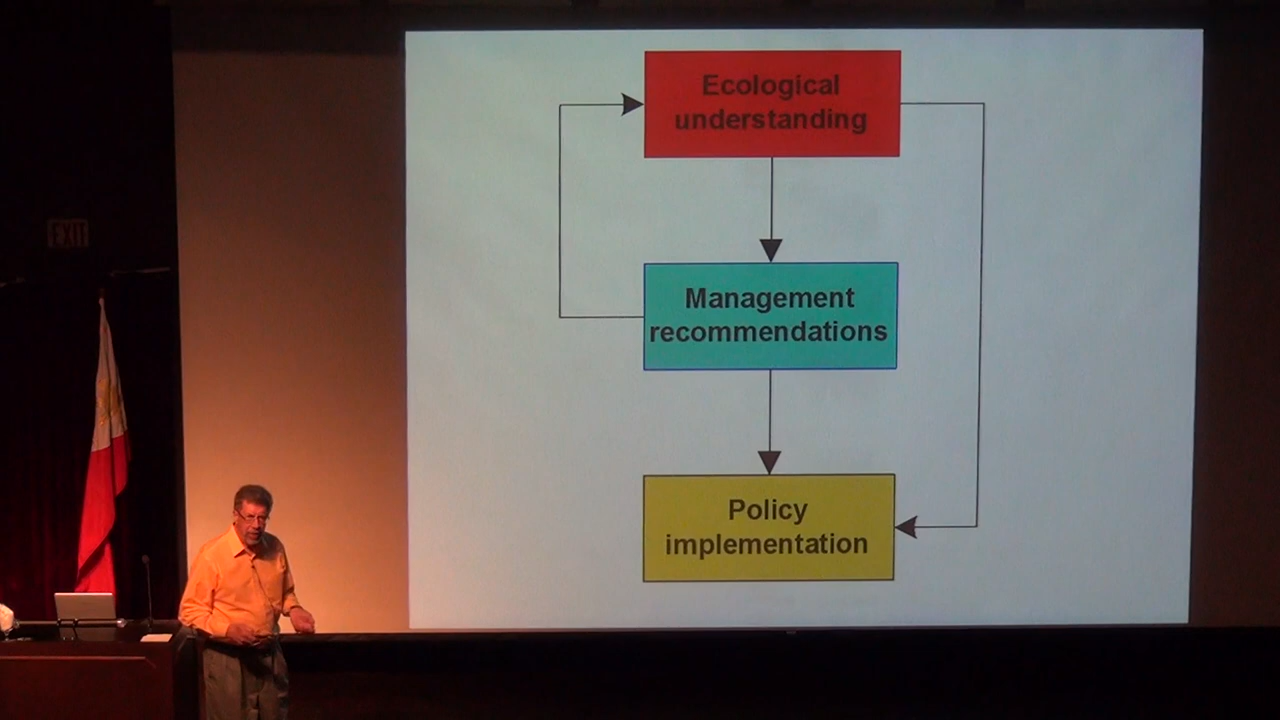 Ecological
understanding
EXIT
Management
recommendations
Policy
implementation